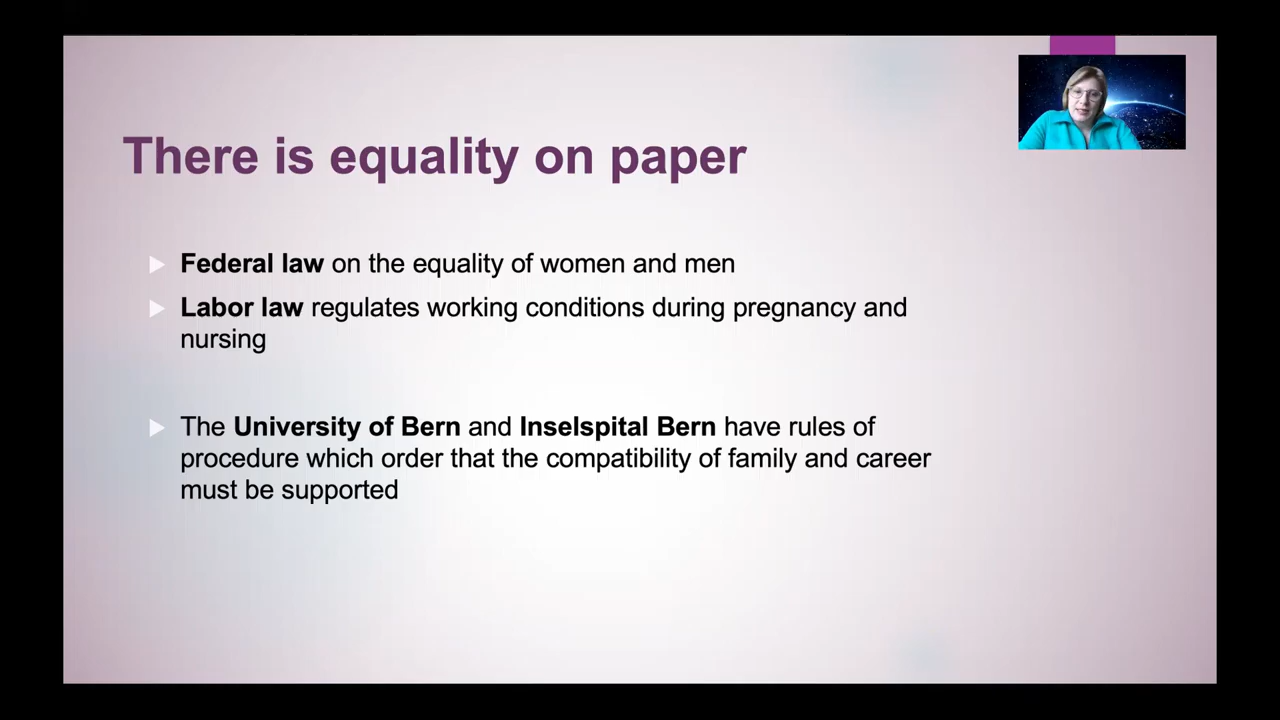 There is equality on paper
Federal law on the equality of women and men
Labor law regulates working conditions during pregnancy and
nursing
The University of Bern and Inselspital Bern have rules of
procedure which order that the compatibility of family and career
must be supported